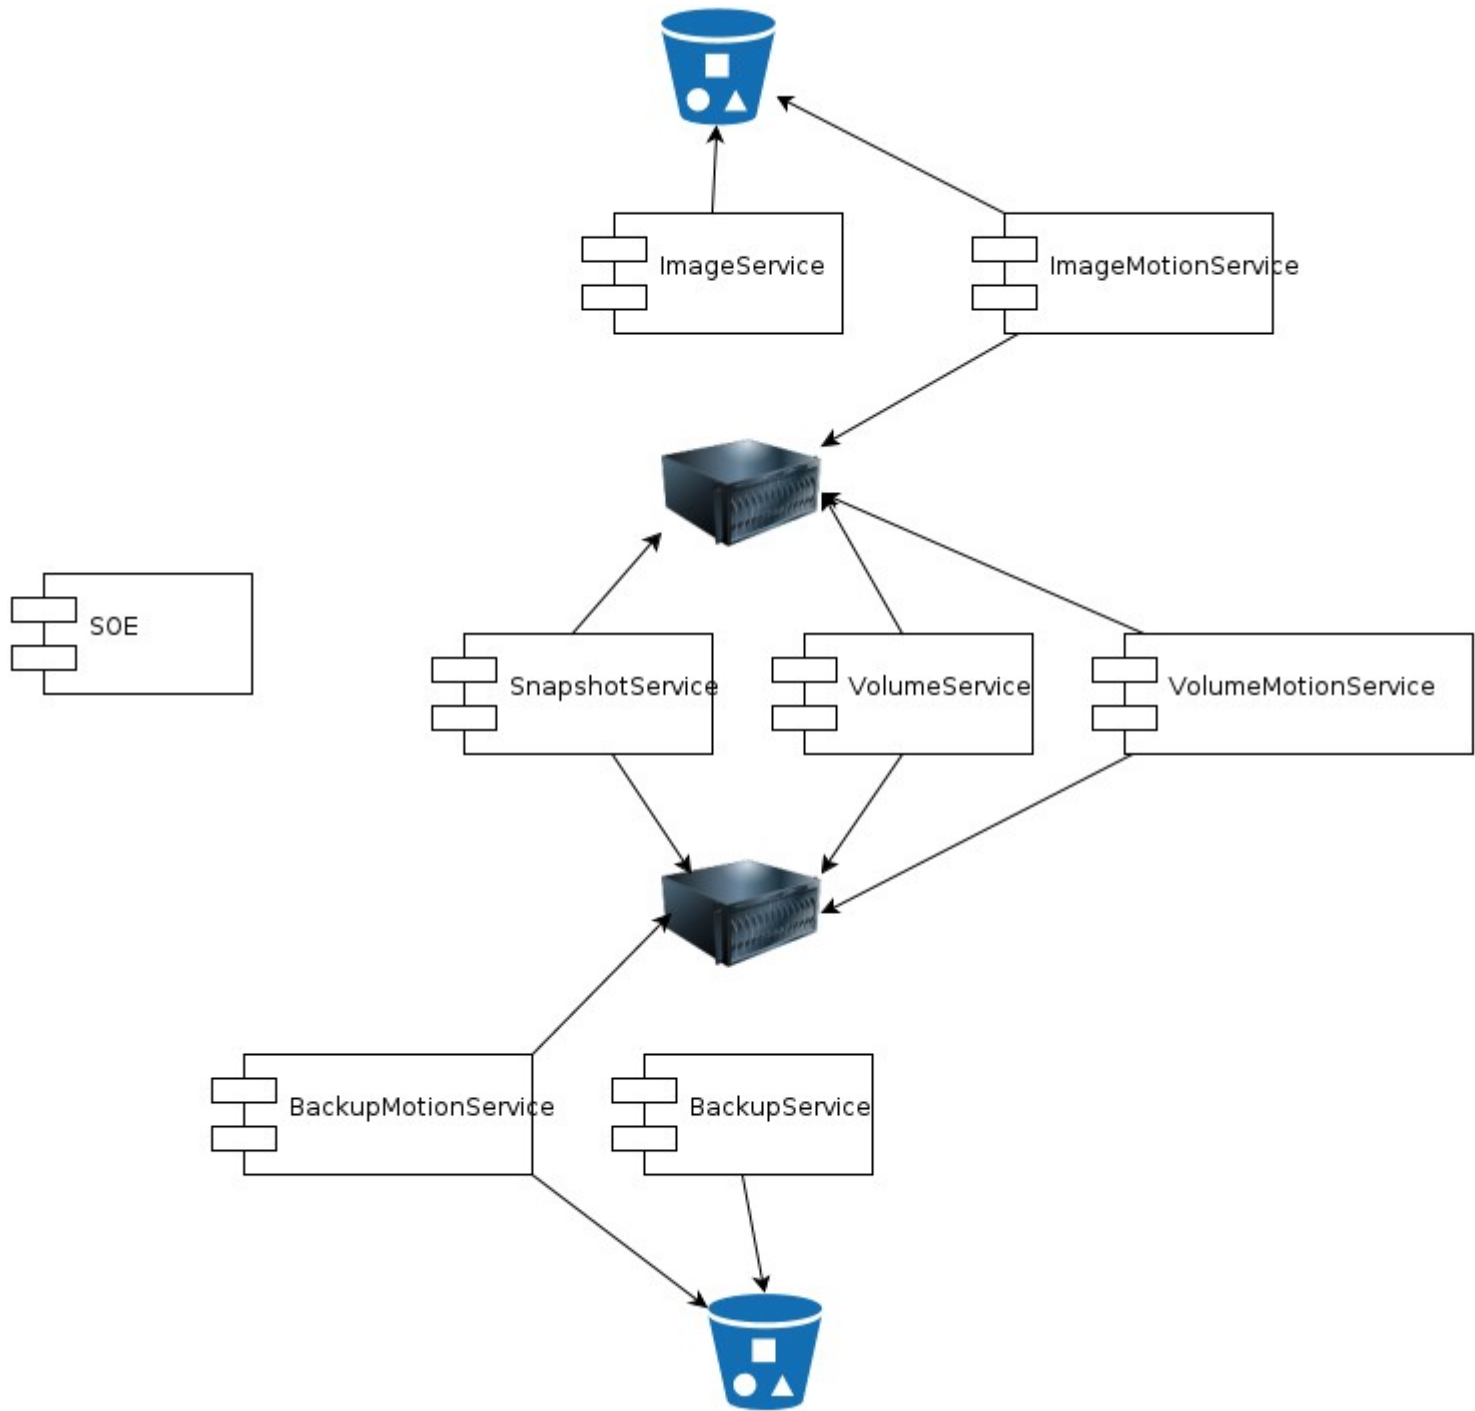 ImageService
ImageMotionService
SOE
SnapshotService
VolumeService
VolumeMotionService
BackupMotionService
BackupService